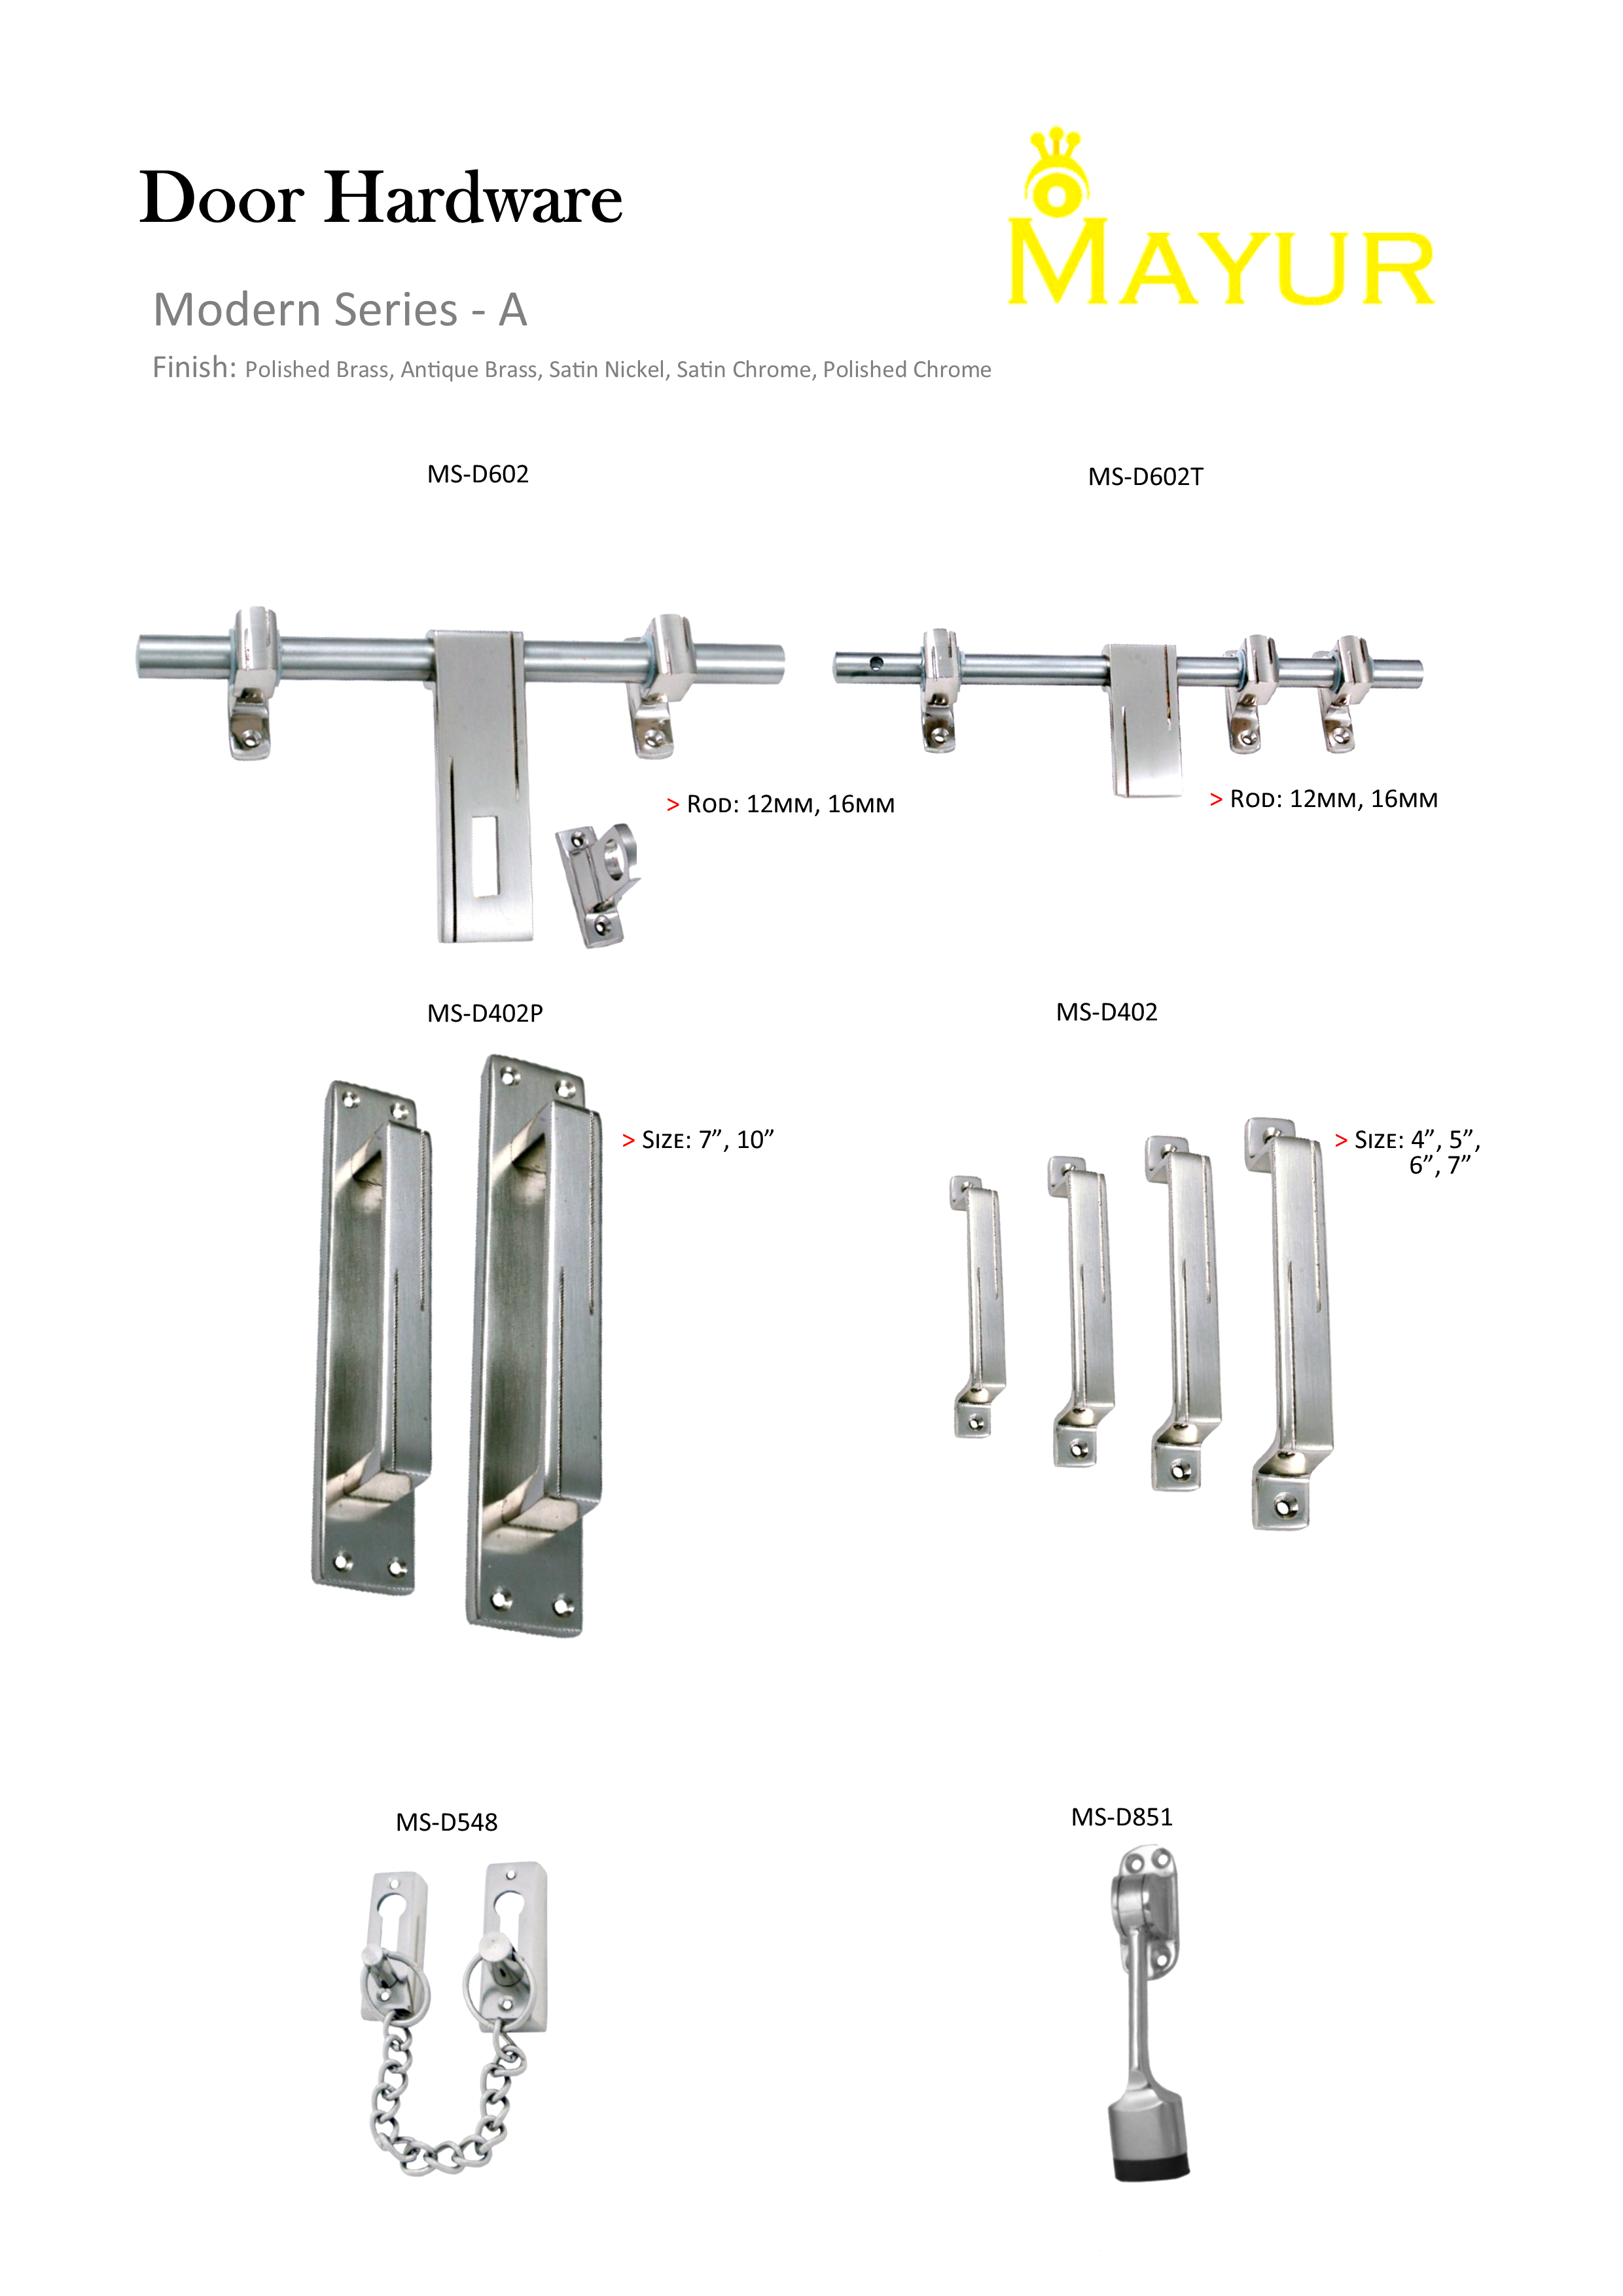 Door Hardware
MAYUR
Modern Series - A
Finish: Polished Brass, Antique Brass, Satin Nickel, Satin Chrome, Polished Chrome
MS-D602
MS-D602T
> Rod: 12mm, 16mm
> Rod: 12mm, 16mm
MS-D402P
MS-D402
> Size: 7”, 10”
> Size: 4”, 5”,
6”, 7”
MS-D548
MS-D851